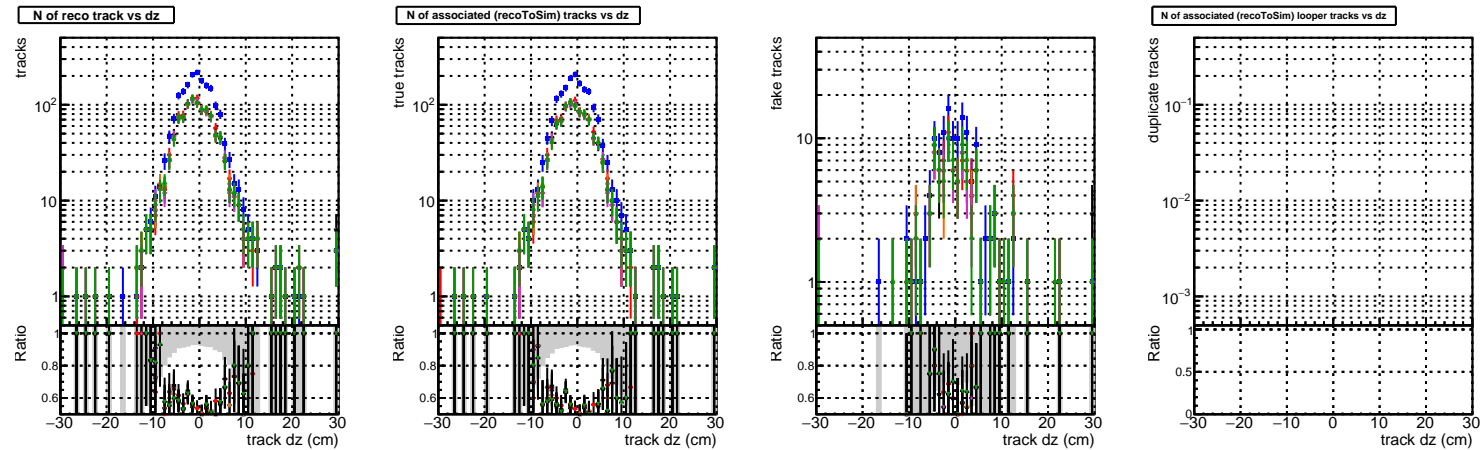 N of reco track vs dz
tracks
10²
10
1
Ratio
1
0.8
0.6
−30 −20 −10 0 10 20 30
track dz (cm)
N of associated (recoToSim) tracks vs dz
true tracks
10²
10
1
Ratio
1
0.8
0.6
−30 −20 −10 0 10 20 30
track dz (cm)
fake tracks
10
1
Ratio
1
0.8
0.6
−30 −20 −10 0 10 20 30
track dz (cm)
N of associated (recoToSim) looper tracks vs dz
duplicate tracks
10⁻¹
10⁻²
10⁻³
Ratio
1
0.5
0
−30 −20 −10 0 10 20 30
track dz (cm)